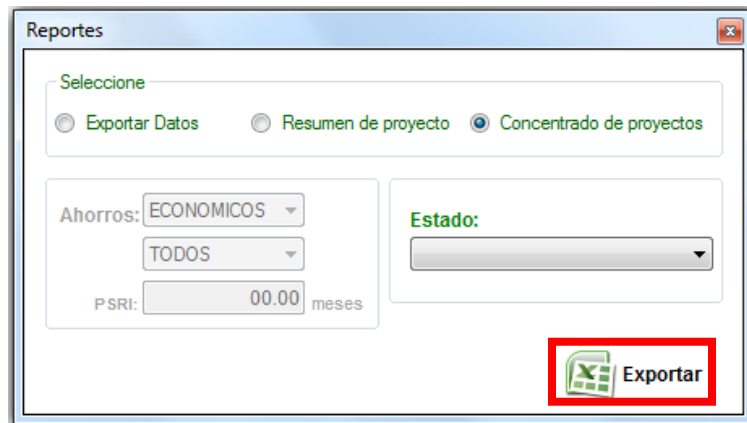 Reportes
Seleccione
Exportar Datos Resumen de proyecto Concentrado de proyectos
Ahorros: ECONOMICOS
TODOS
PSRI: 00.00 meses
Estado:
Exportar